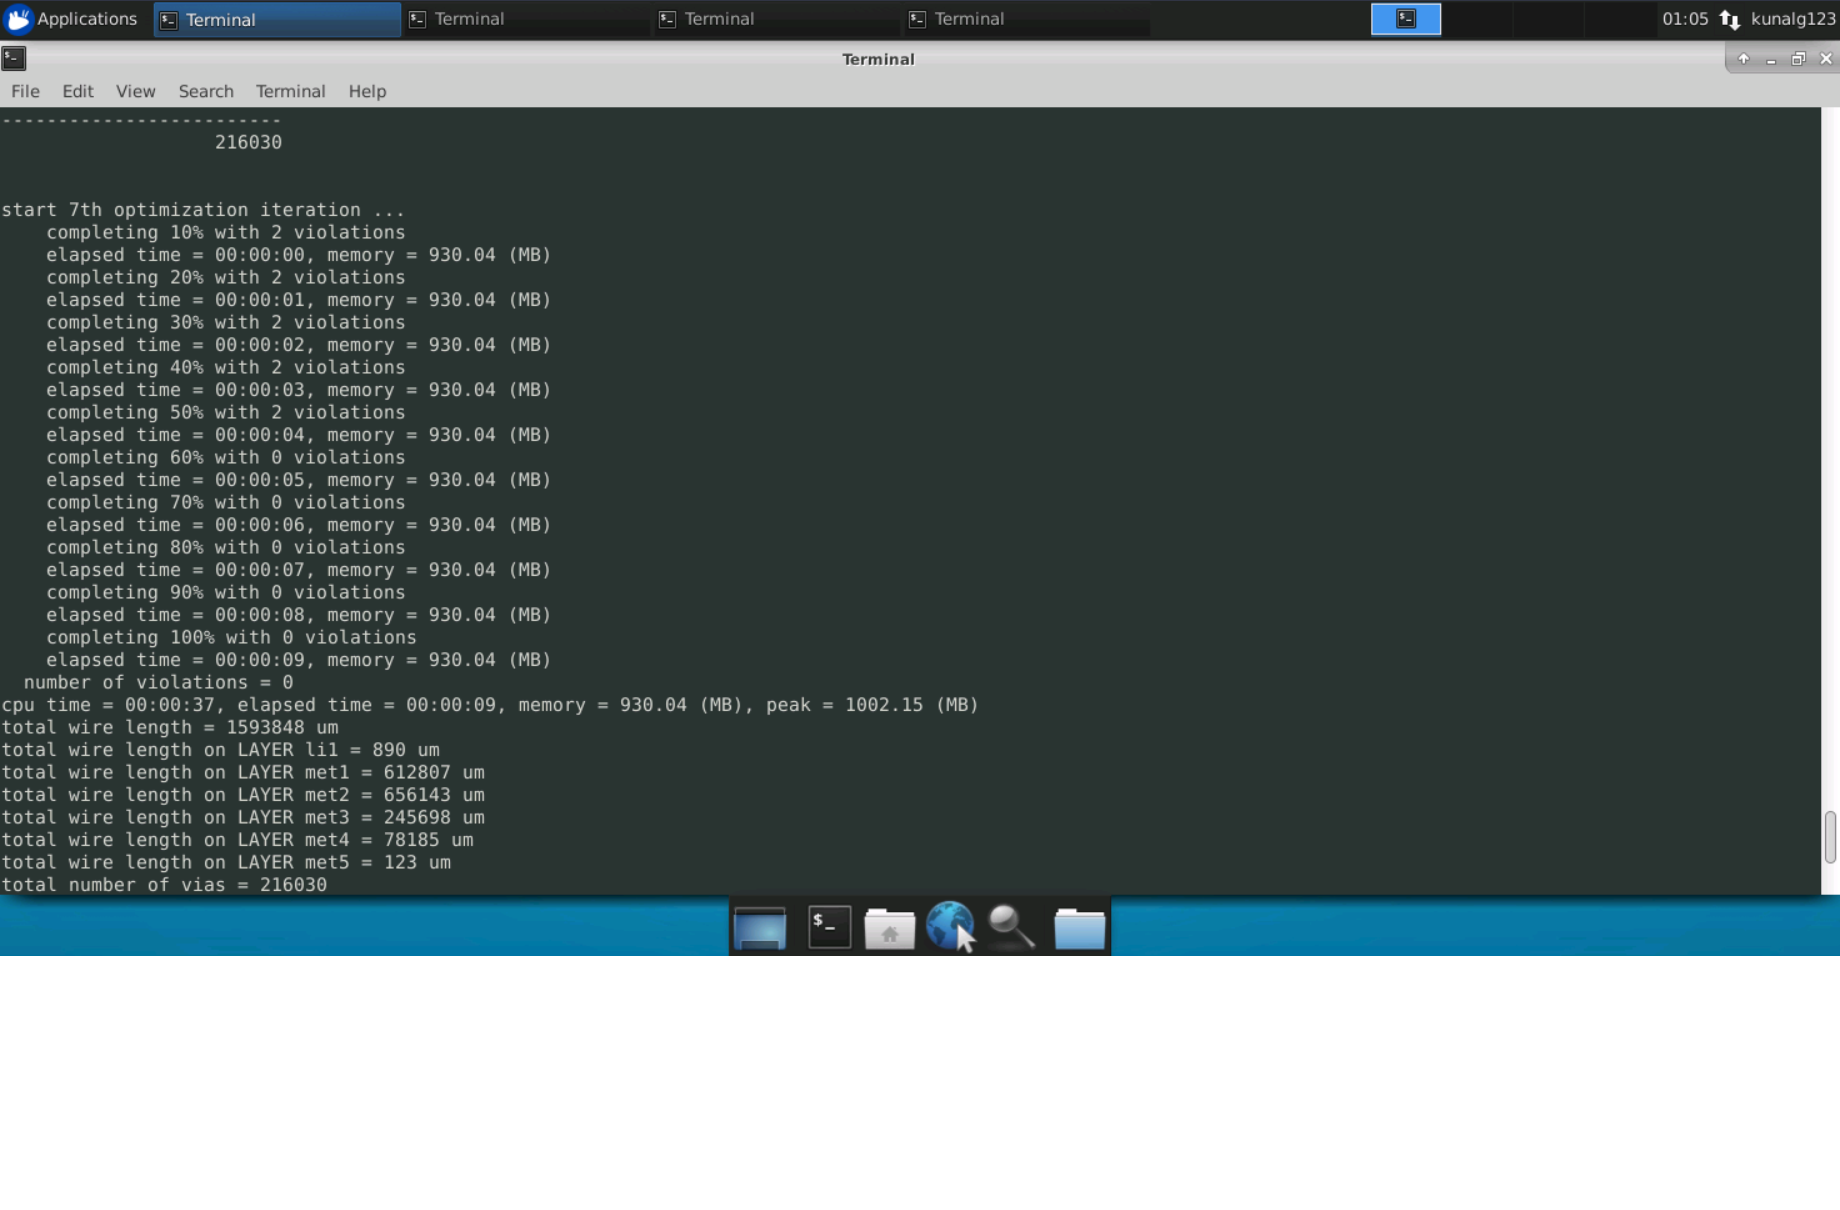 Applications Terminal Terminal Terminal Terminal 01:05 kunalg123
Terminal
File Edit View Search Terminal Help
-------------------------
216030
start 7th optimization iteration ...
completing 10% with 2 violations
elapsed time = 00:00:00, memory = 930.04 (MB)
completing 20% with 2 violations
elapsed time = 00:00:01, memory = 930.04 (MB)
completing 30% with 2 violations
elapsed time = 00:00:02, memory = 930.04 (MB)
completing 40% with 2 violations
elapsed time = 00:00:03, memory = 930.04 (MB)
completing 50% with 2 violations
elapsed time = 00:00:04, memory = 930.04 (MB)
completing 60% with 0 violations
elapsed time = 00:00:05, memory = 930.04 (MB)
completing 70% with 0 violations
elapsed time = 00:00:06, memory = 930.04 (MB)
completing 80% with 0 violations
elapsed time = 00:00:07, memory = 930.04 (MB)
completing 90% with 0 violations
elapsed time = 00:00:08, memory = 930.04 (MB)
completing 100% with 0 violations
elapsed time = 00:00:09, memory = 930.04 (MB)
number of violations = 0
cpu time = 00:00:37, elapsed time = 00:00:09, memory = 930.04 (MB), peak = 1002.15 (MB)
total wire length = 1593848 um
total wire length on LAYER li1 = 890 um
total wire length on LAYER met1 = 612807 um
total wire length on LAYER met2 = 656143 um
total wire length on LAYER met3 = 245698 um
total wire length on LAYER met4 = 78185 um
total wire length on LAYER met5 = 123 um
total number of vias = 216030
$_